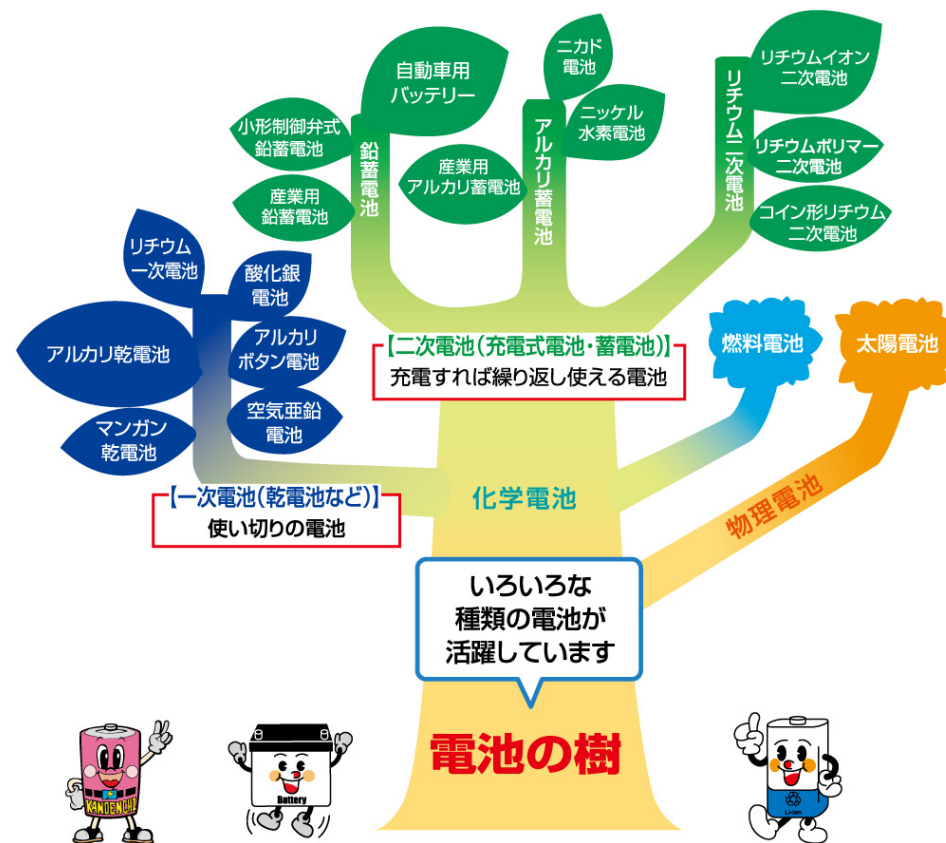 ニカド
電池
リチウムイオン
二次電池
自動車用
バッテリー
ニッケル
水素電池
小形制御弁式
鉛蓄電池
リチウムポリマー
二次電池
産業用
アルカリ蓄電池
産業用
鉛蓄電池
コイン形リチウム
二次電池
鉛蓄電池
アルカリ蓄電池
リチウム二次電池
リチウム
一次電池
酸化銀
電池
アルカリ乾電池
アルカリ
ボタン電池
マンガン
乾電池
空気亜鉛
電池
【二次電池(充電式電池・蓄電池)】
充電すれば繰り返し使える電池
燃料電池
太陽電池
【一次電池(乾電池など)】
使い切りの電池
化学電池
物理電池
いろいろな
種類の電池が
活躍しています
電池の樹
KANDENCHI
Battery
Li-ion